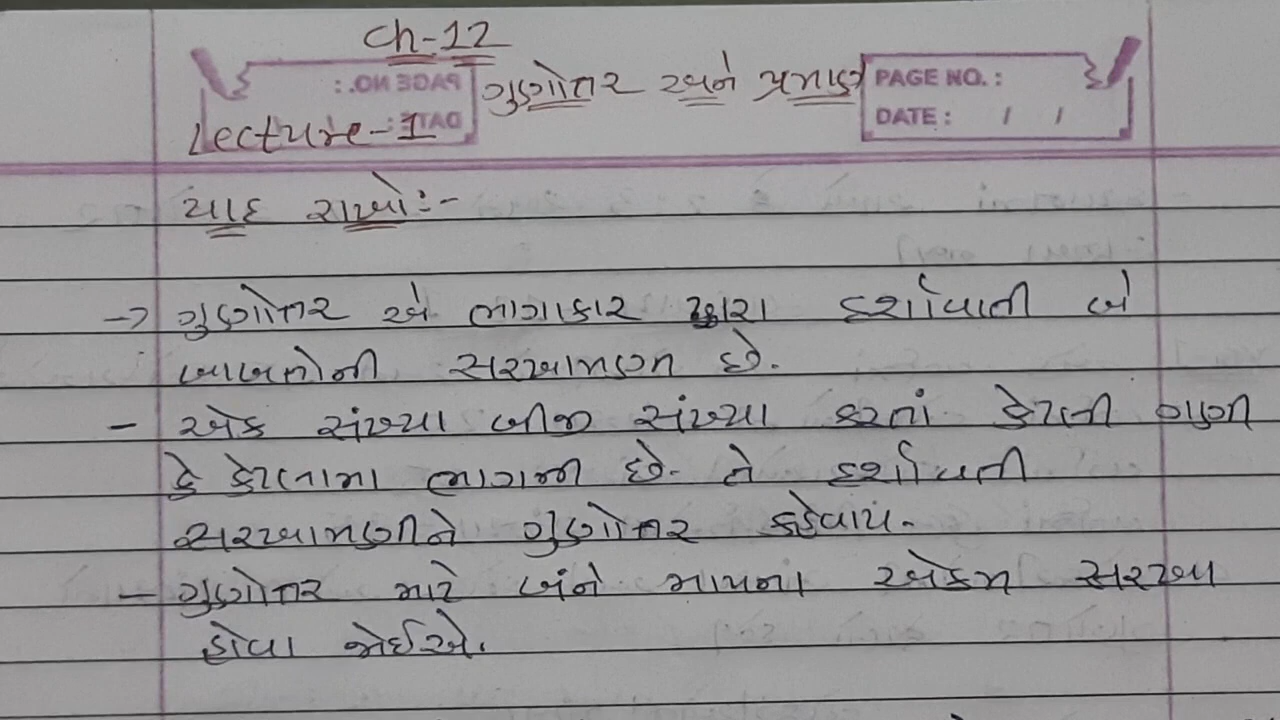 Ch-12
ગુણોત્તર અને પ્રમાણ
PAGE NO. :
DATE : / /
Lecture-1
યાદ રાખો:-
→ ગુણોત્તર એ ભાગાકાર દ્વારા દર્શાવાતી બે
બાબતોની સરખામણી છે.
- એક સંખ્યા બીજી સંખ્યા કરતાં કેટલી ગણી
કે કેટલામા ભાગની છે. તે દર્શાવતી
સરખામણીને ગુણોત્તર કહેવાય.
- ગુણોત્તર માટે બંને માપના એકમ સરખા
હોવા જોઈએ.